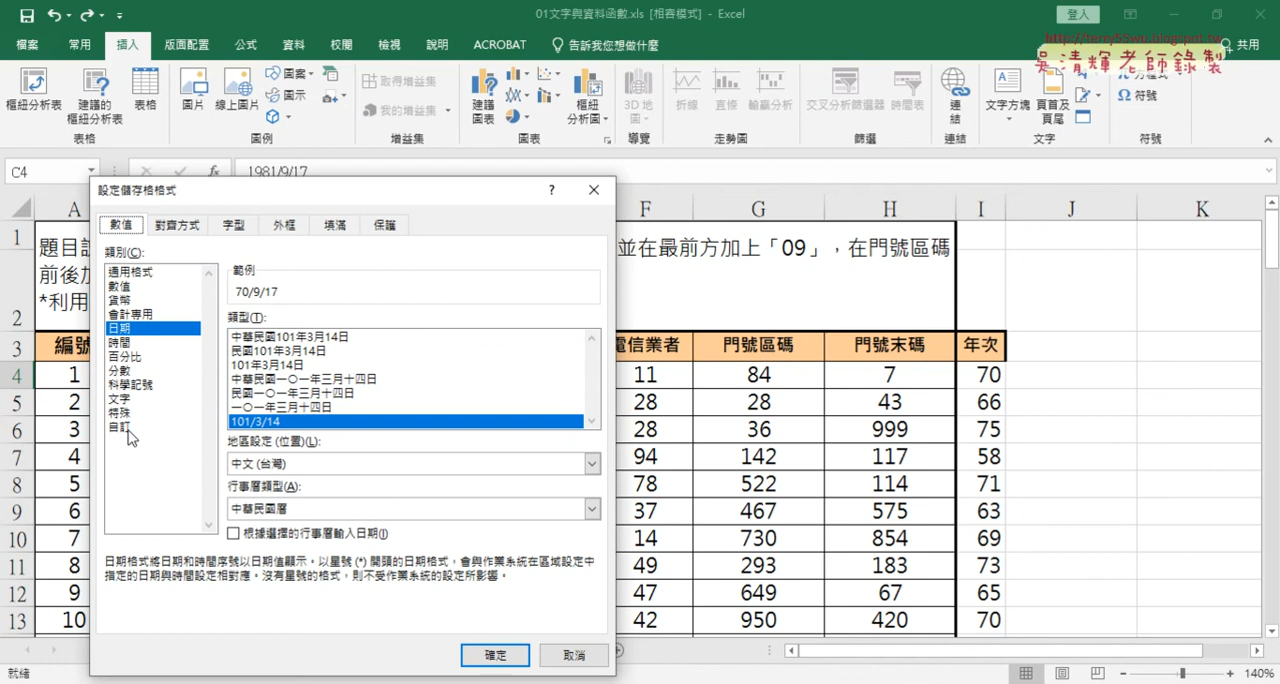 01文字與資料函數.xls [相容模式] - Excel
登入
檔案 常用 插入 版面配置 公式 資料 校閱 檢視 說明 ACROBAT 告訴我您想做什麼 共用
http://terry55wu.blogspot.tw
吳清輝老師錄製
樞紐分析表 建議的樞紐分析表 表格 圖片 線上圖片 圖案 圖示 取得增益集 我的增益集 建議圖表 樞紐分析圖 3D 地圖 折線 直條 輸贏分析 交叉分析篩選器 時間表 連結 文字方塊 頁首及頁尾 方程式 符號
表格 圖例 增益集 圖表 導覽 走勢圖 篩選 連結 文字 符號
C4 fx 1981/9/17
A F G H I J K
1 題目
並在最前方加上「09」，在門號區碼
前後
2 *利用
3 編號 電信業者 門號區碼 門號末碼 年次
4 1 11 84 7 70
5 2 28 28 43 66
6 3 28 36 999 75
7 4 94 142 117 58
8 5 78 522 114 71
9 6 37 467 575 63
10 7 14 730 854 69
11 8 49 293 183 73
12 9 47 649 67 65
13 10 42 950 420 70
設定儲存格格式 ?
數值 對齊方式 字型 外框 填滿 保護
類別(C):
通用格式
數值
貨幣
會計專用
日期
時間
百分比
分數
科學記號
文字
特殊
自訂
範例
70/9/17
類型(T):
中華民國101年3月14日
民國101年3月14日
101年3月14日
中華民國一○一年三月十四日
民國一○一年三月十四日
一○一年三月十四日
101/3/14
地區設定 (位置)(L):
中文 (台灣)
行事曆類型(A):
中華民國曆
根據選擇的行事曆輸入日期(I)
日期格式將日期和時間序號以日期值顯示。以星號 (*) 開頭的日期格式，會與作業系統在區域設定中
指定的日期與時間設定相對應。沒有星號的格式，則不受作業系統的設定所影響。
確定 取消
就緒 140%